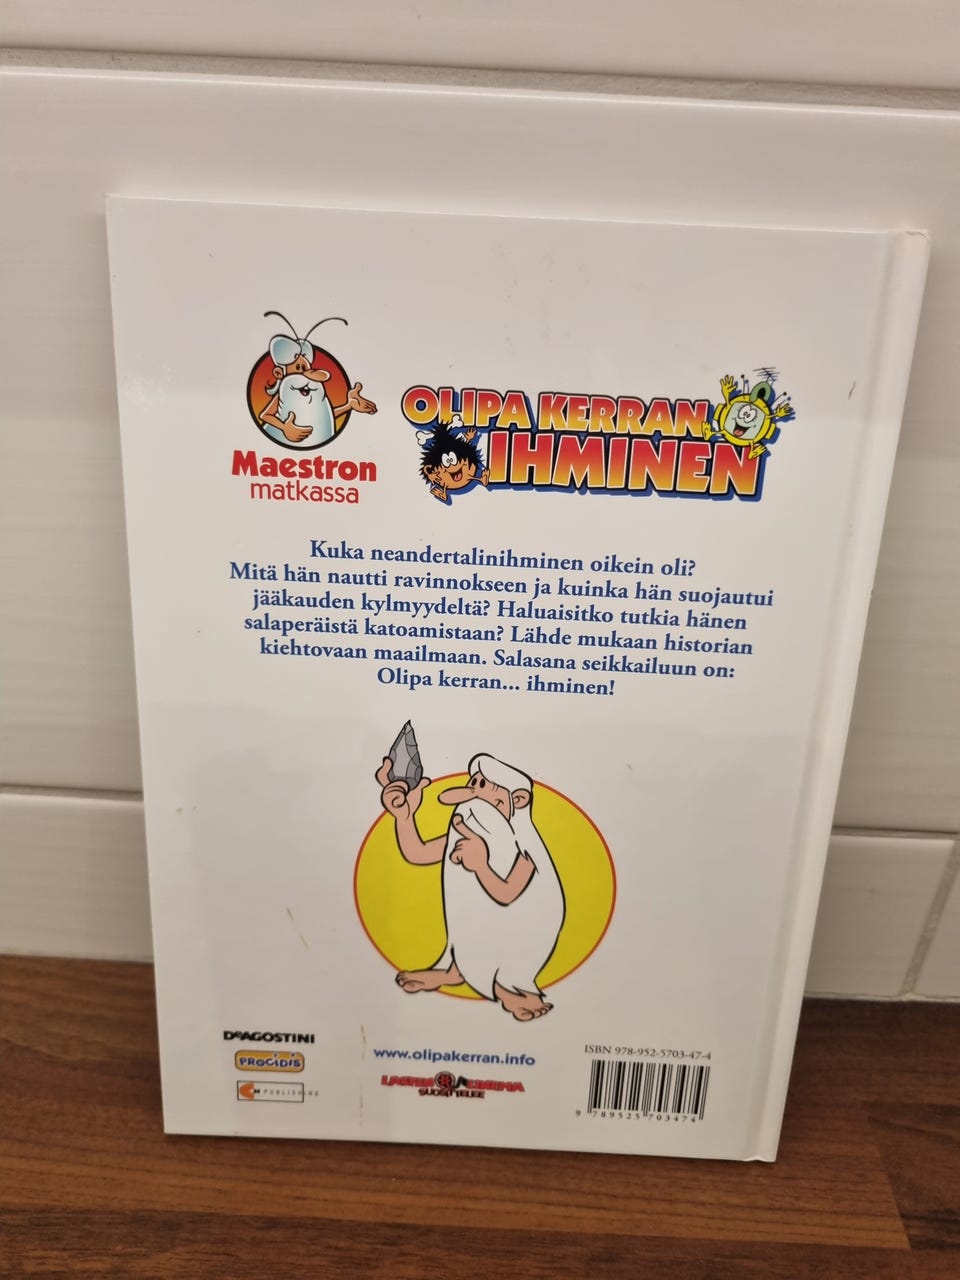 Maestron
matkassa
OLIPA KERRAN
IHMINEN
Kuka neandertalinihminen oikein oli?
Mitä hän nautti ravinnokseen ja kuinka hän suojautui
jääkauden kylmyydeltä? Haluaisitko tutkia hänen
salaperäistä katoamistaan? Lähde mukaan historian
kiehtovaan maailmaan. Salasana seikkailuun on:
Olipa kerran... ihminen!
DeAGOSTINI
PROCIDIS
PUBLISHING
www.olipakerran.info
SUOSITTELEE
ISBN 978-952-5703-47-4
9 789525 703474